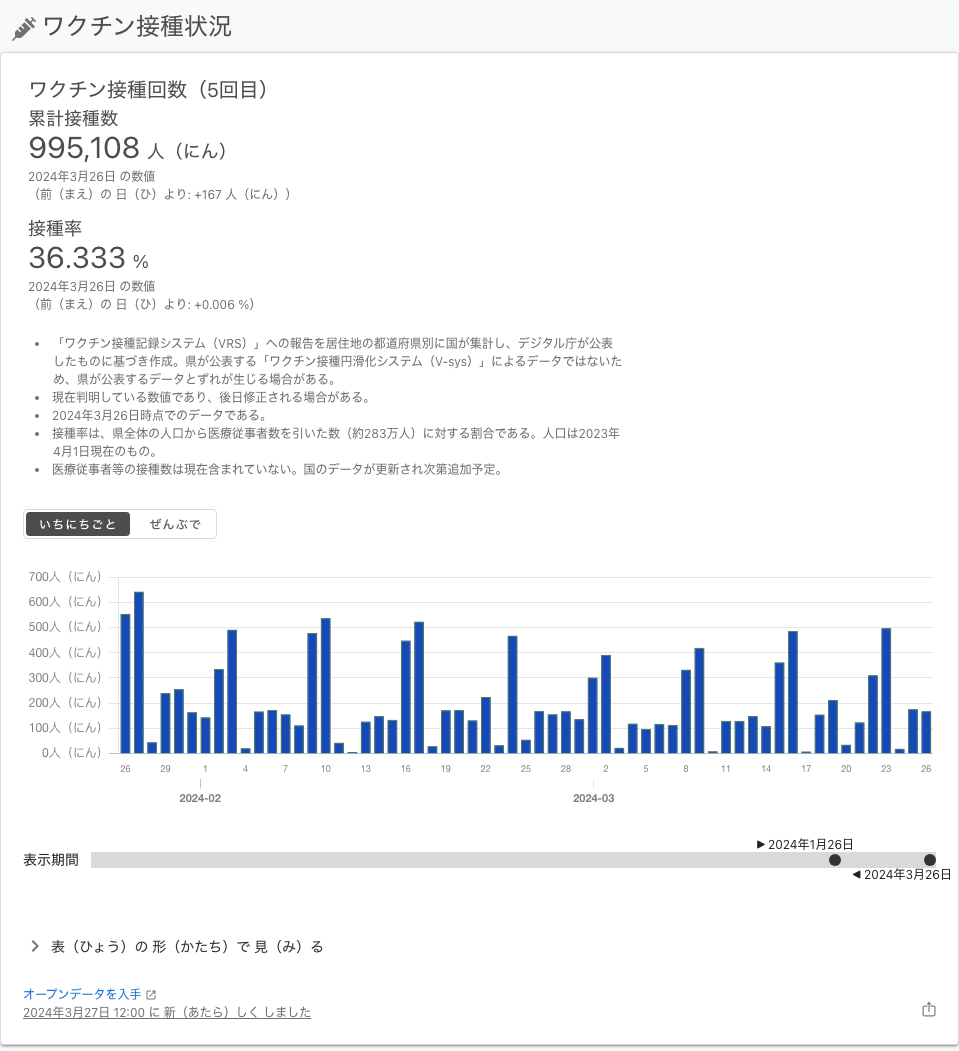 ワクチン接種状況
ワクチン接種回数（5回目）
累計接種数
995,108 人（にん）
2024年3月26日 の数値
（前（まえ）の 日（ひ）より: +167 人（にん））
接種率
36.333 %
2024年3月26日 の数値
（前（まえ）の 日（ひ）より: +0.006 %）
• 「ワクチン接種記録システム（VRS）」への報告を居住地の都道府県別に国が集計し、デジタル庁が公表
したものに基づき作成。県が公表する「ワクチン接種円滑化システム（V-sys）」によるデータではないた
め、県が公表するデータとずれが生じる場合がある。
• 現在判明している数値であり、後日修正される場合がある。
• 2024年3月26日時点でのデータである。
• 接種率は、県全体の人口から医療従事者数を引いた数（約283万人）に対する割合である。人口は2023年
4月1日現在のもの。
• 医療従事者等の接種数は現在含まれていない。国のデータが更新され次第追加予定。
いちにちごと ぜんぶで
700人（にん）
600人（にん）
500人（にん）
400人（にん）
300人（にん）
200人（にん）
100人（にん）
0人（にん）
26 29 1 4 7 10 13 16 19 22 25 28 2 5 8 11 14 17 20 23 26
2024-02 2024-03
▶ 2024年1月26日
表示期間
◀ 2024年3月26日
表（ひょう）の 形（かたち）で 見（み）る
オープンデータを入手
2024年3月27日 12:00 に 新（あたら）しく しました